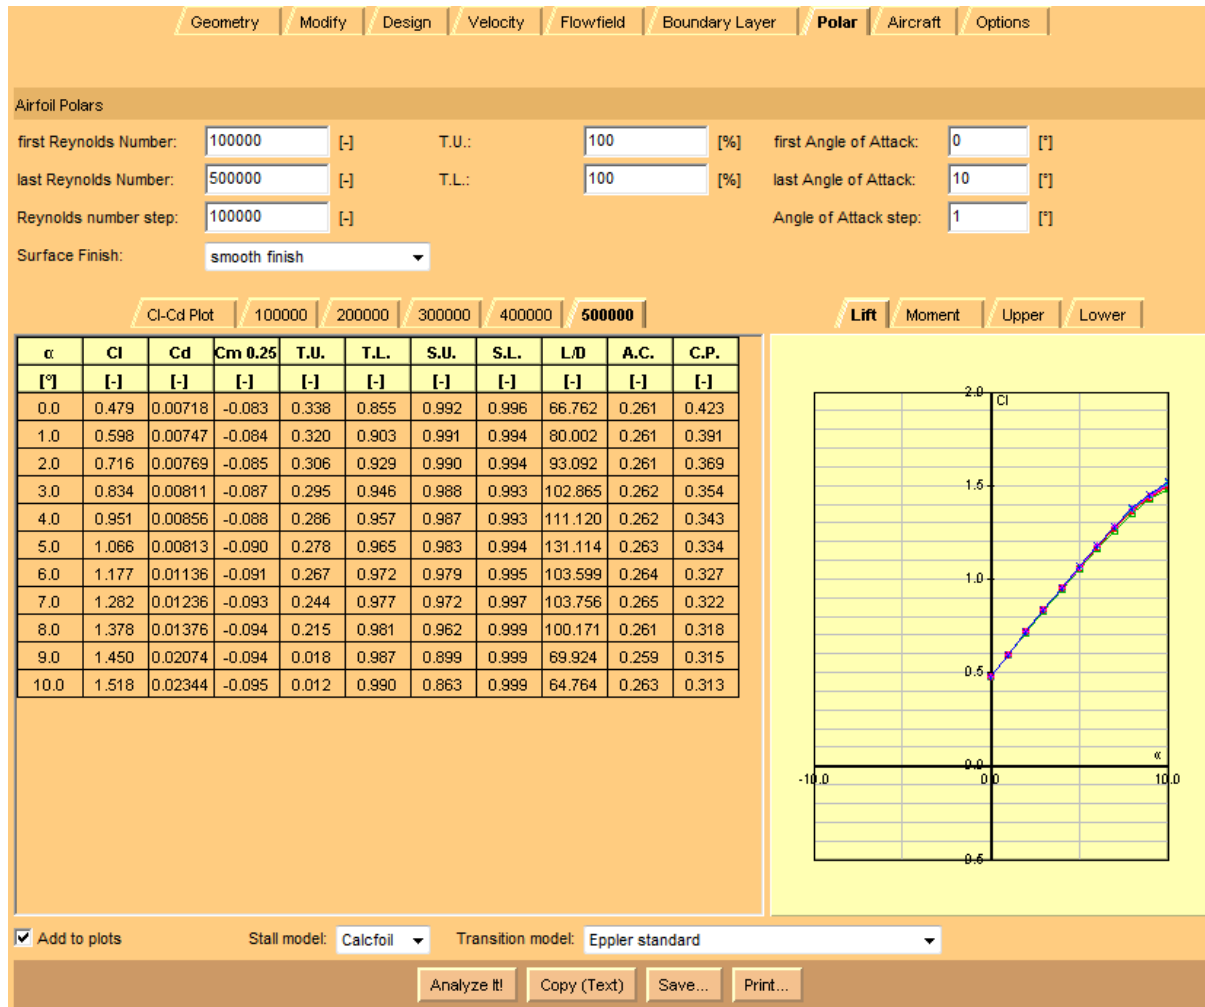 Geometry Modify Design Velocity Flowfield Boundary Layer Polar Aircraft Options
Airfoil Polars
first Reynolds Number: 100000 [-] T.U.: 100 [%] first Angle of Attack: 0 [°]
last Reynolds Number: 500000 [-] T.L.: 100 [%] last Angle of Attack: 10 [°]
Reynolds number step: 100000 [-] Angle of Attack step: 1 [°]
Surface Finish: smooth finish
Cl-Cd Plot 100000 200000 300000 400000 500000
α Cl Cd Cm 0.25 T.U. T.L. S.U. S.L. L/D A.C. C.P.
[°] [-] [-] [-] [-] [-] [-] [-] [-] [-] [-]
0.0 0.479 0.00718 -0.083 0.338 0.855 0.992 0.996 66.762 0.261 0.423
1.0 0.598 0.00747 -0.084 0.320 0.903 0.991 0.994 80.002 0.261 0.391
2.0 0.716 0.00769 -0.085 0.306 0.929 0.990 0.994 93.092 0.261 0.369
3.0 0.834 0.00811 -0.087 0.295 0.946 0.988 0.993 102.865 0.262 0.354
4.0 0.951 0.00856 -0.088 0.286 0.957 0.987 0.993 111.120 0.262 0.343
5.0 1.066 0.00813 -0.090 0.278 0.965 0.983 0.994 131.114 0.263 0.334
6.0 1.177 0.01136 -0.091 0.267 0.972 0.979 0.995 103.599 0.264 0.327
7.0 1.282 0.01236 -0.093 0.244 0.977 0.972 0.997 103.756 0.265 0.322
8.0 1.378 0.01376 -0.094 0.215 0.981 0.962 0.999 100.171 0.261 0.318
9.0 1.450 0.02074 -0.094 0.018 0.987 0.899 0.999 69.924 0.259 0.315
10.0 1.518 0.02344 -0.095 0.012 0.990 0.863 0.999 64.764 0.263 0.313
Lift Moment Upper Lower
2.0 Cl
1.5
1.0
0.5
0.0 α
-10.0 0.0 10.0
0.5
Add to plots Stall model: Calcfoil Transition model: Eppler standard
Analyze It! Copy (Text) Save... Print...